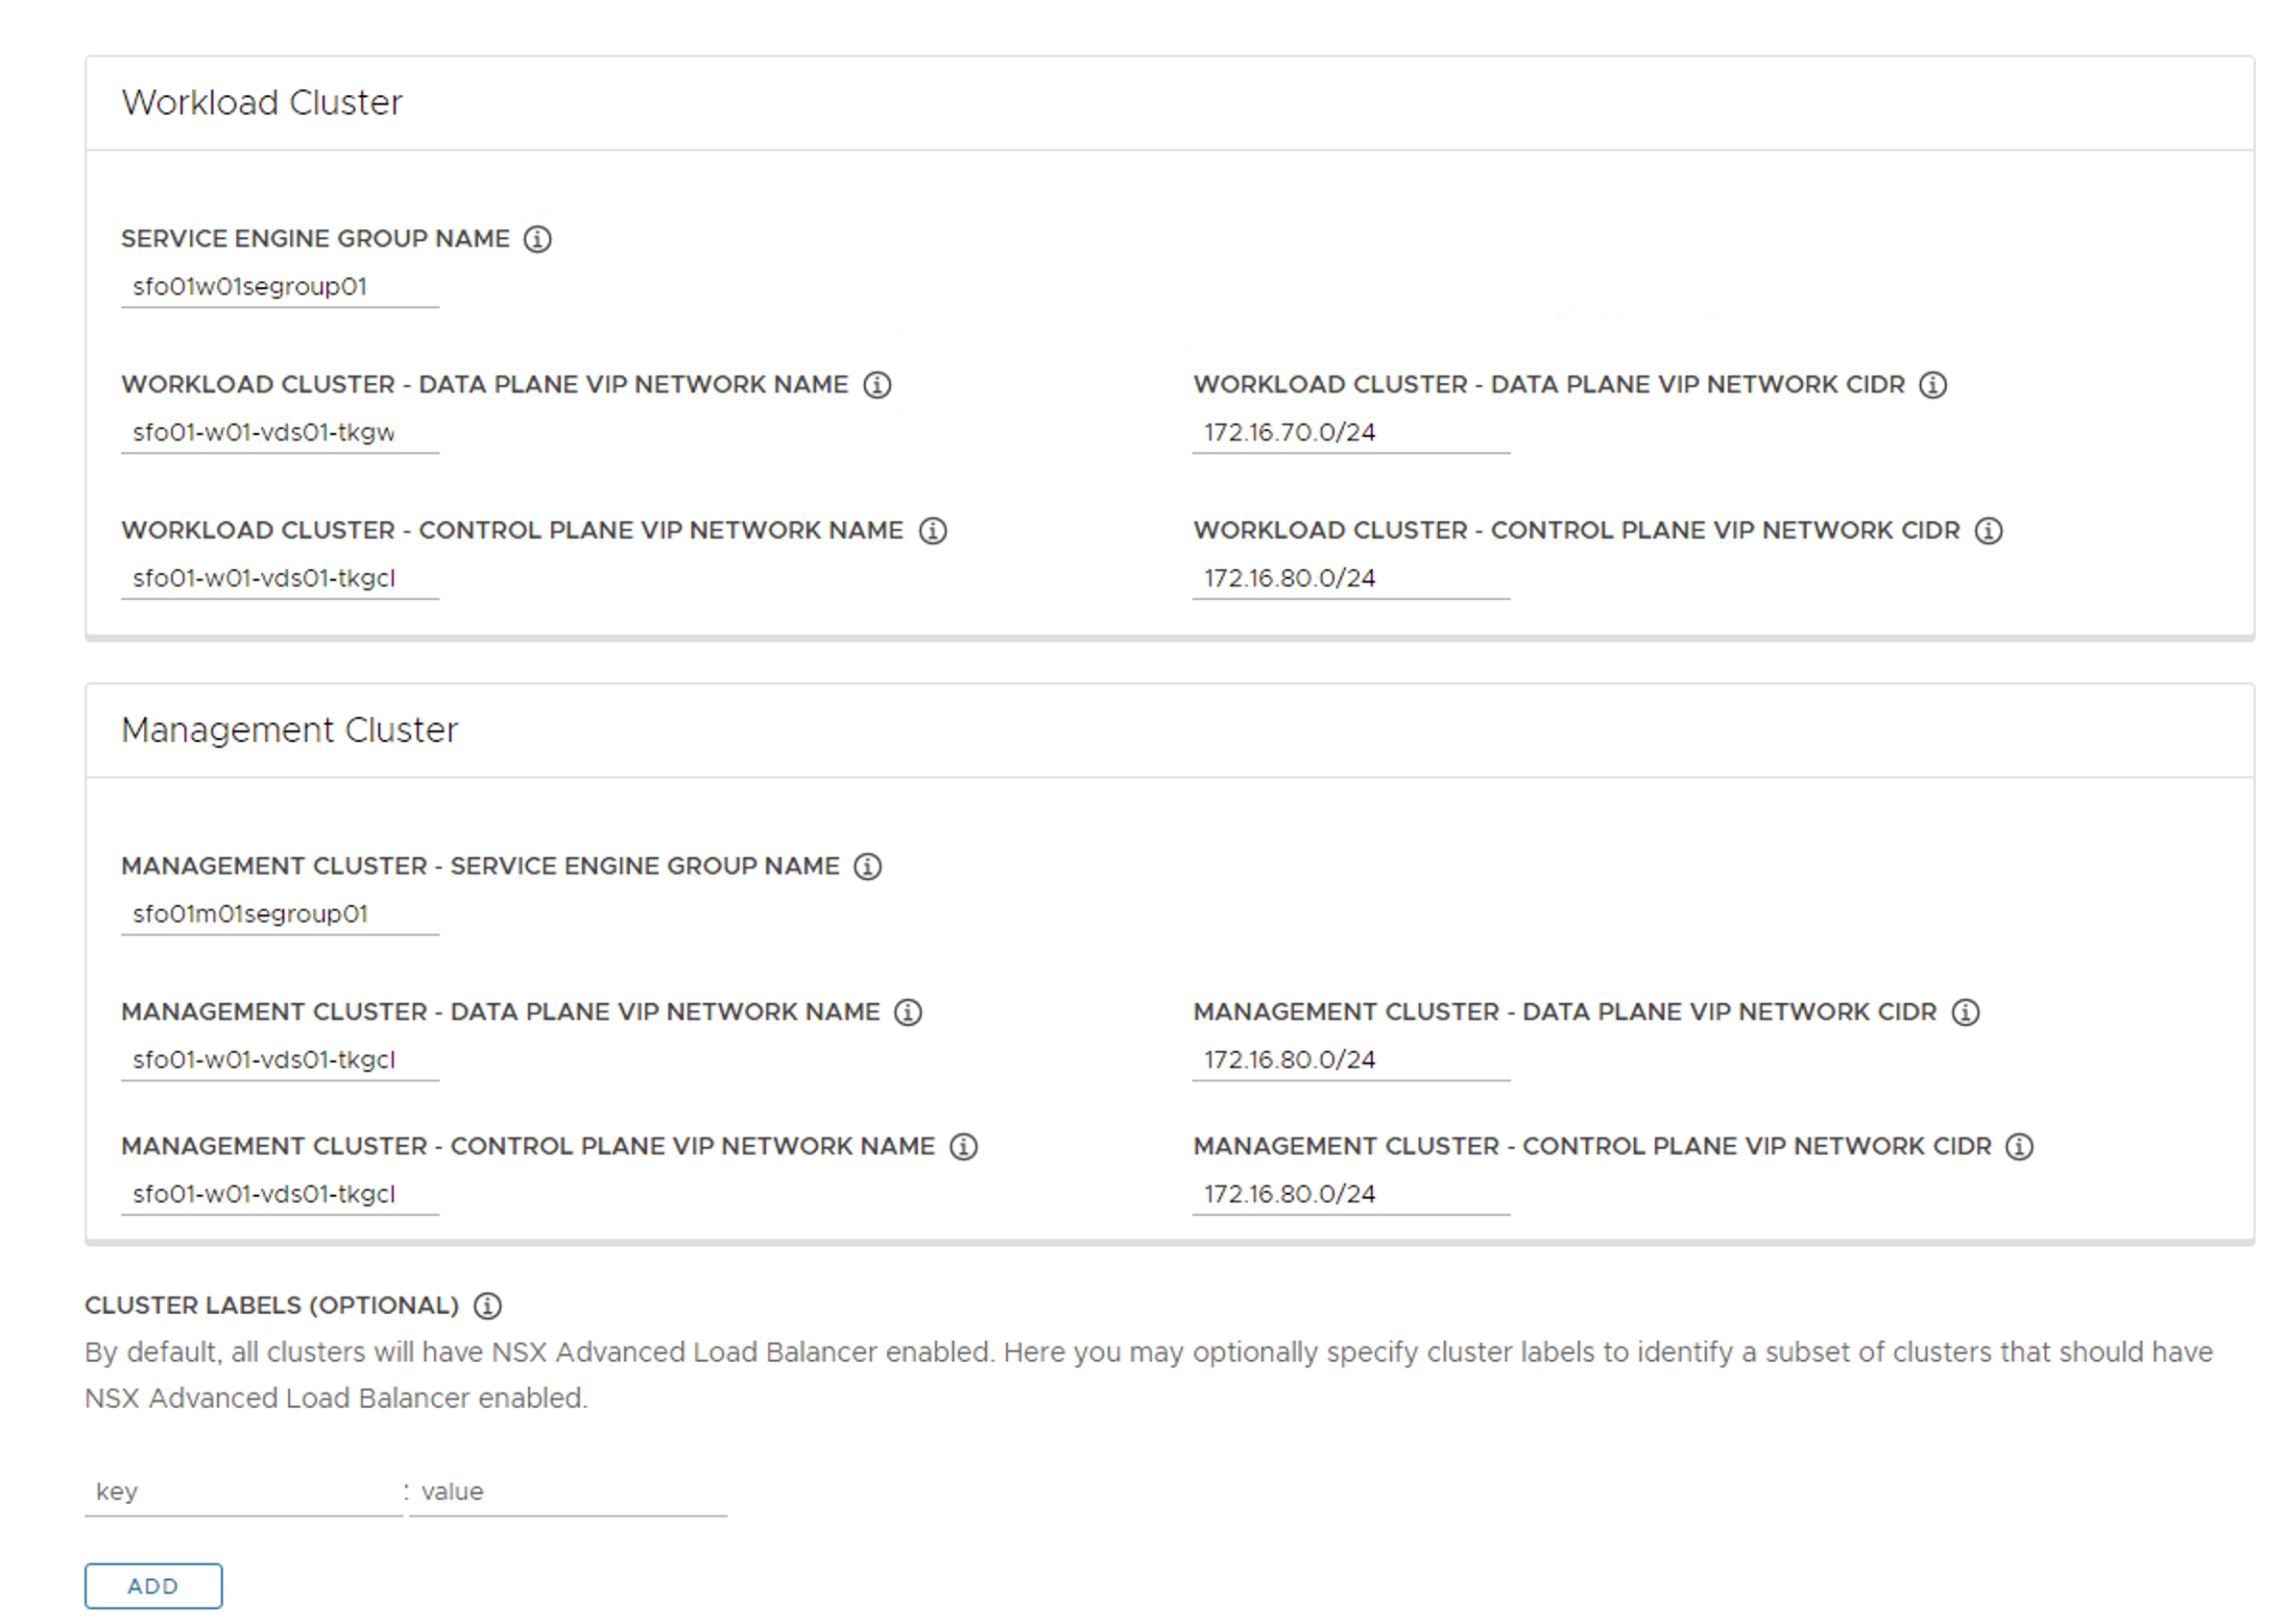 Workload Cluster
SERVICE ENGINE GROUP NAME
sfo01w01segroup01
WORKLOAD CLUSTER - DATA PLANE VIP NETWORK NAME
WORKLOAD CLUSTER - DATA PLANE VIP NETWORK CIDR
sfo01-w01-vds01-tkgw
172.16.70.0/24
WORKLOAD CLUSTER - CONTROL PLANE VIP NETWORK NAME
WORKLOAD CLUSTER - CONTROL PLANE VIP NETWORK CIDR
sfo01-w01-vds01-tkgcl
172.16.80.0/24
Management Cluster
MANAGEMENT CLUSTER - SERVICE ENGINE GROUP NAME
sfo01m01segroup01
MANAGEMENT CLUSTER - DATA PLANE VIP NETWORK NAME
MANAGEMENT CLUSTER - DATA PLANE VIP NETWORK CIDR
sfo01-w01-vds01-tkgcl
172.16.80.0/24
MANAGEMENT CLUSTER - CONTROL PLANE VIP NETWORK NAME
MANAGEMENT CLUSTER - CONTROL PLANE VIP NETWORK CIDR
sfo01-w01-vds01-tkgcl
172.16.80.0/24
CLUSTER LABELS (OPTIONAL)
By default, all clusters will have NSX Advanced Load Balancer enabled. Here you may optionally specify cluster labels to identify a subset of clusters that should have
NSX Advanced Load Balancer enabled.
key : value
ADD